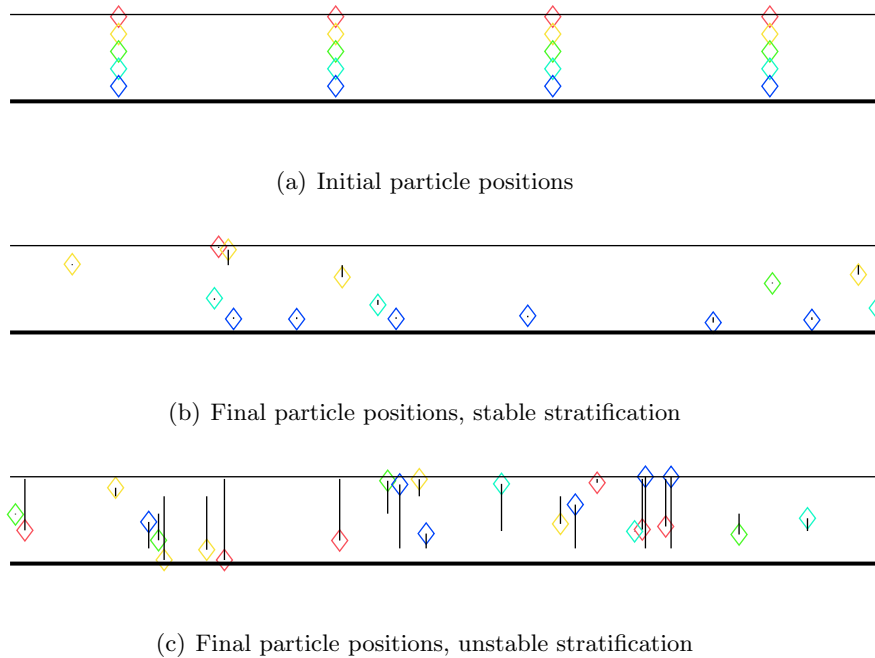 (a) Initial particle positions
(b) Final particle positions, stable stratification
(c) Final particle positions, unstable stratification